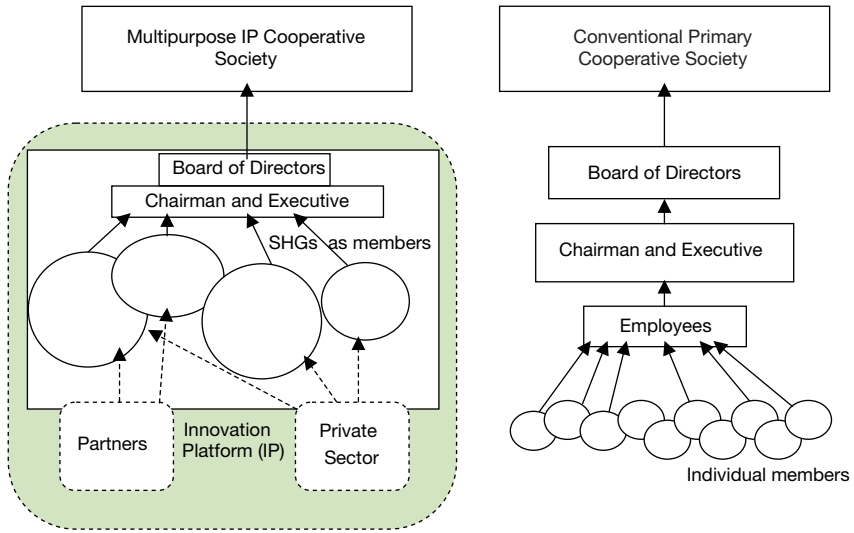 Multipurpose IP Cooperative
Society
Board of Directors
Chairman and Executive
SHGs as members
Partners
Innovation
Platform (IP)
Private
Sector
Conventional Primary
Cooperative Society
Board of Directors
Chairman and Executive
Employees
Individual members